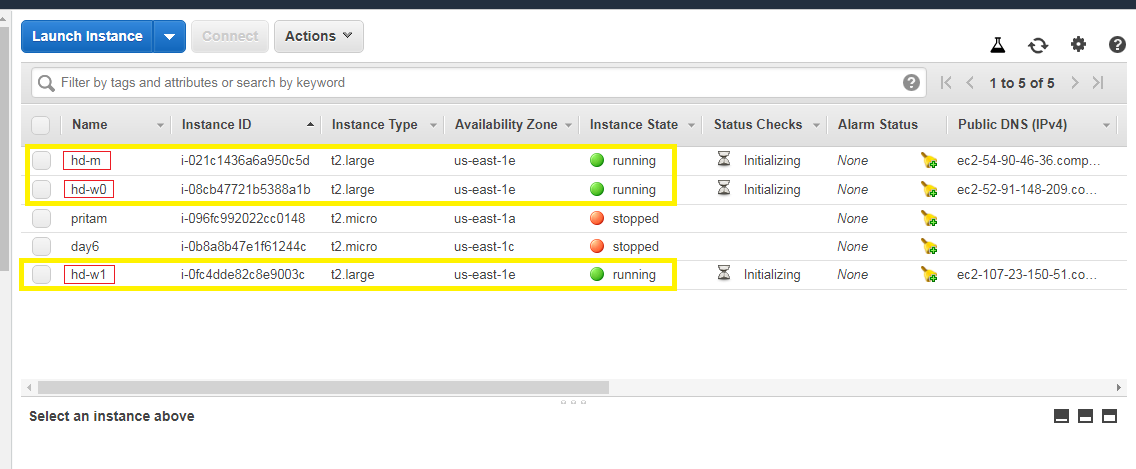 Launch Instance Connect Actions
Filter by tags and attributes or search by keyword ? 1 to 5 of 5
Name Instance ID Instance Type Availability Zone Instance State Status Checks Alarm Status Public DNS (IPv4)
hd-m i-021c1436a6a950c5d t2.large us-east-1e running Initializing None ec2-54-90-46-36.comp...
hd-w0 i-08cb47721b5388a1b t2.large us-east-1e running Initializing None ec2-52-91-148-209.co...
pritam i-096fc992022cc0148 t2.micro us-east-1a stopped None
day6 i-0b8a8b47e1f61244c t2.micro us-east-1c stopped None
hd-w1 i-0fc4dde82c8e9003c t2.large us-east-1e running Initializing None ec2-107-23-150-51.co...
Select an instance above